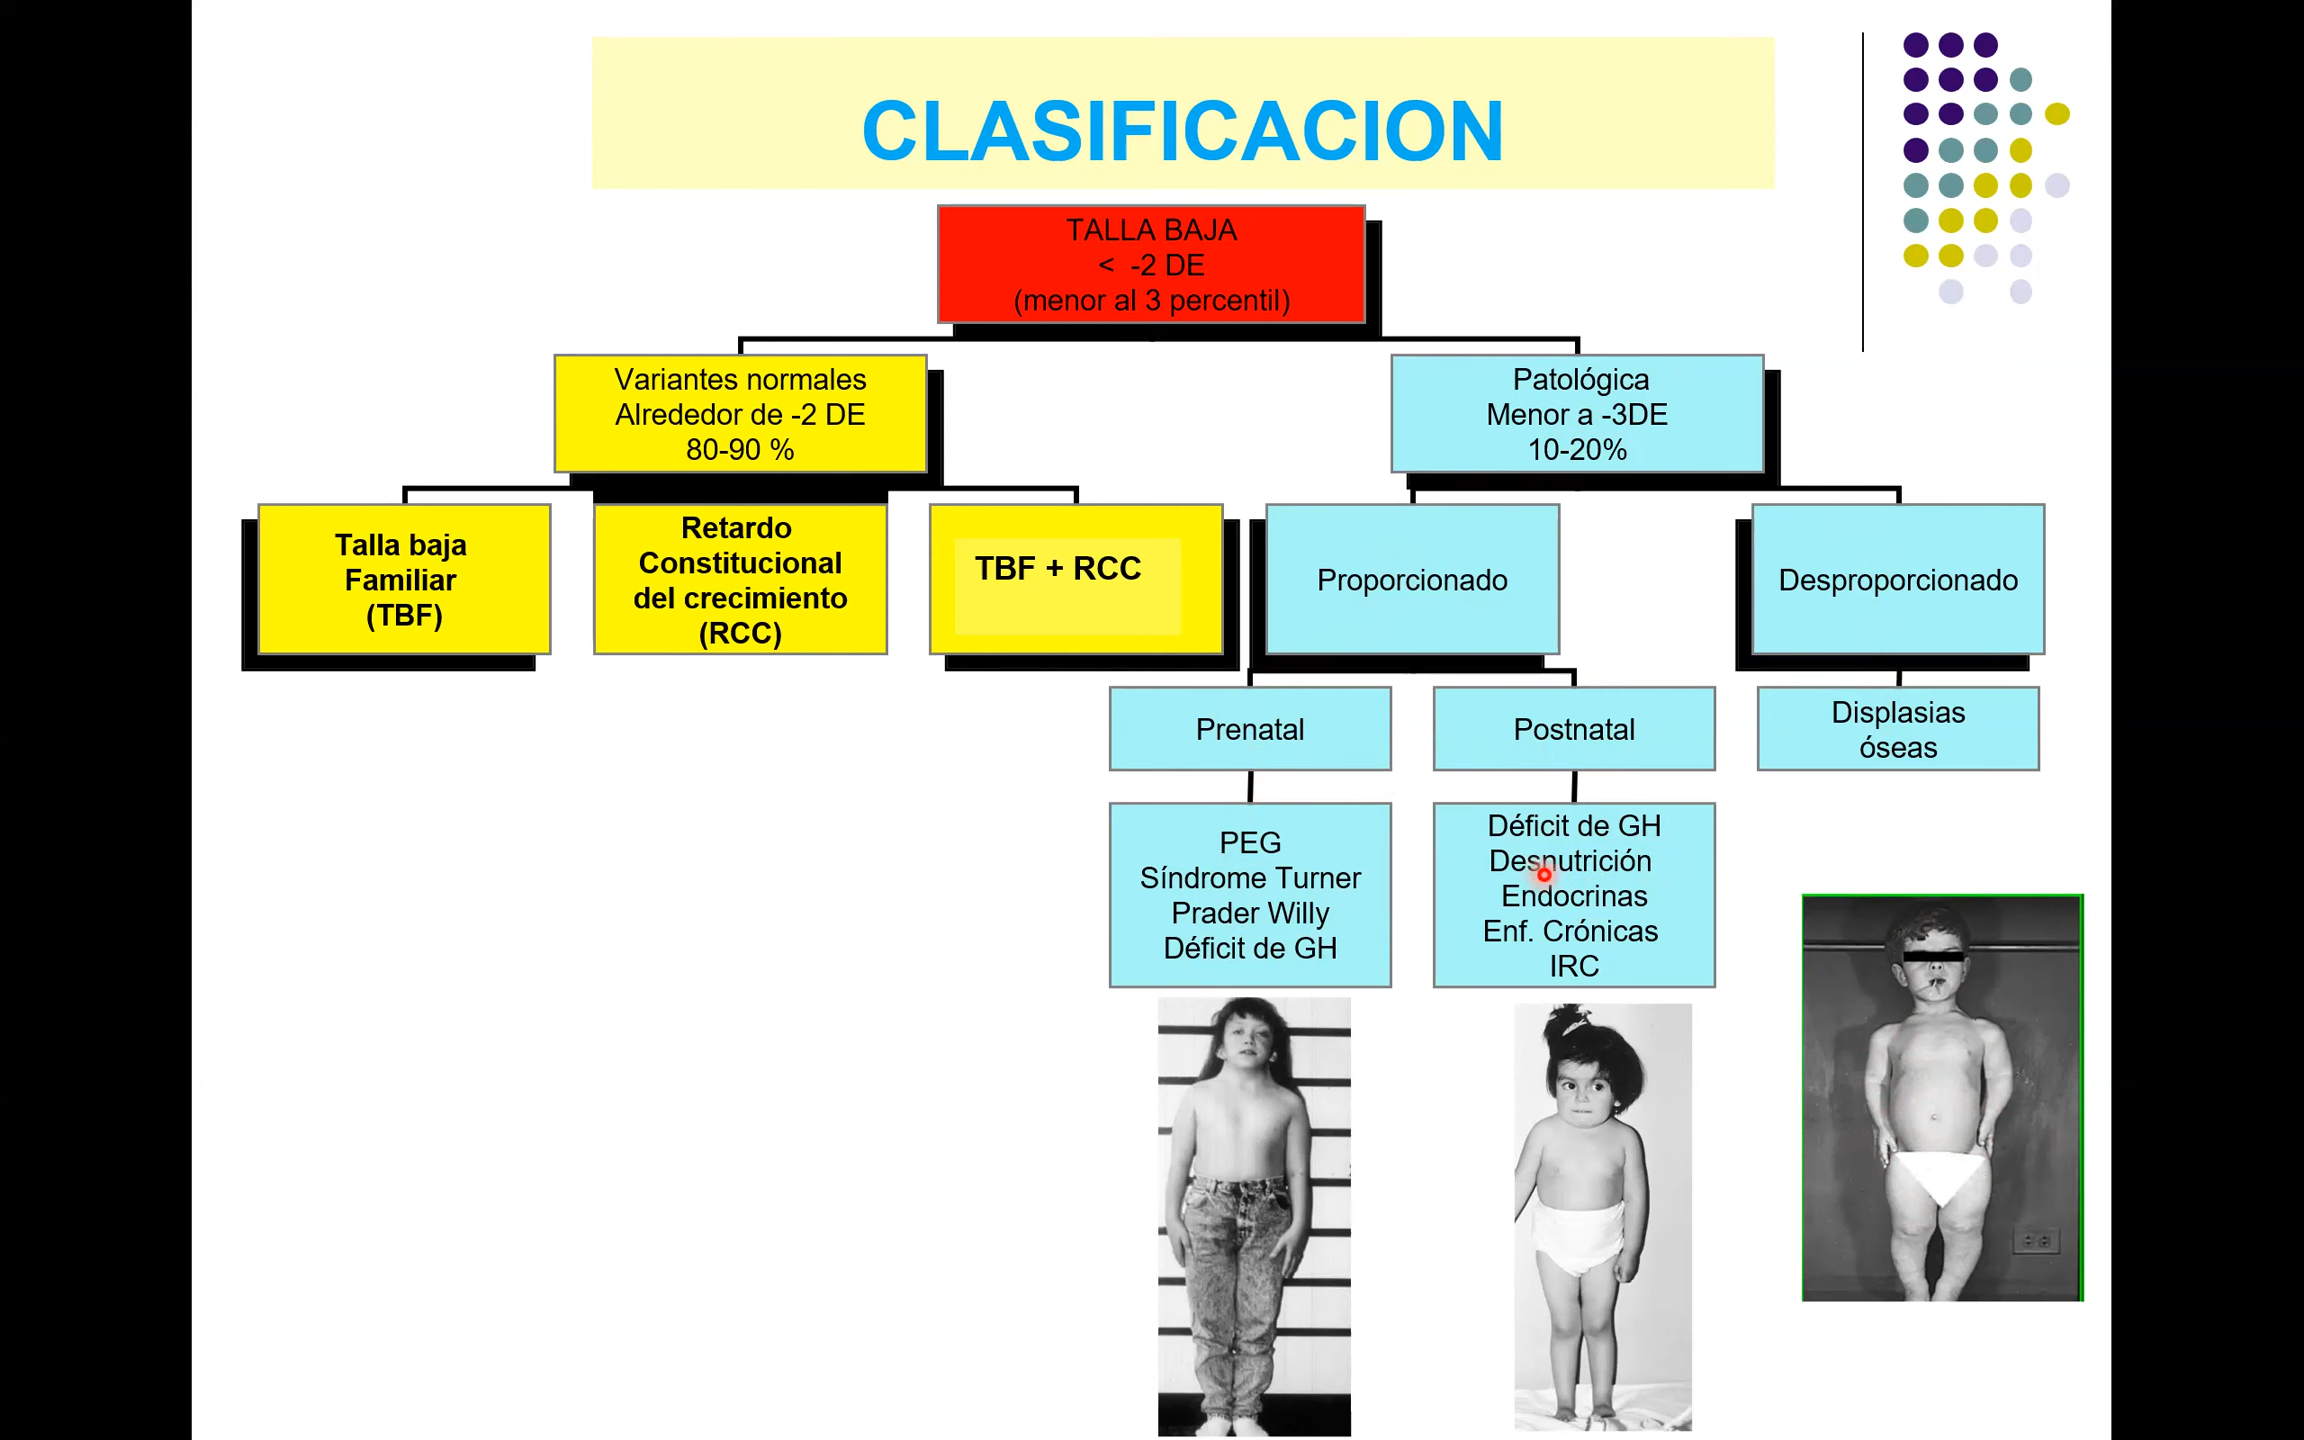 CLASIFICACION
TALLA BAJA
< -2 DE
(menor al 3 percentil)
Variantes normales
Alrededor de -2 DE
80-90 %
Patológica
Menor a -3DE
10-20%
Talla baja
Familiar
(TBF)
Retardo
Constitucional
del crecimiento
(RCC)
TBF + RCC
Proporcionado
Desproporcionado
Prenatal
Postnatal
Displasias
óseas
PEG
Síndrome Turner
Prader Willy
Déficit de GH
Déficit de GH
Desnutrición
Endocrinas
Enf. Crónicas
IRC